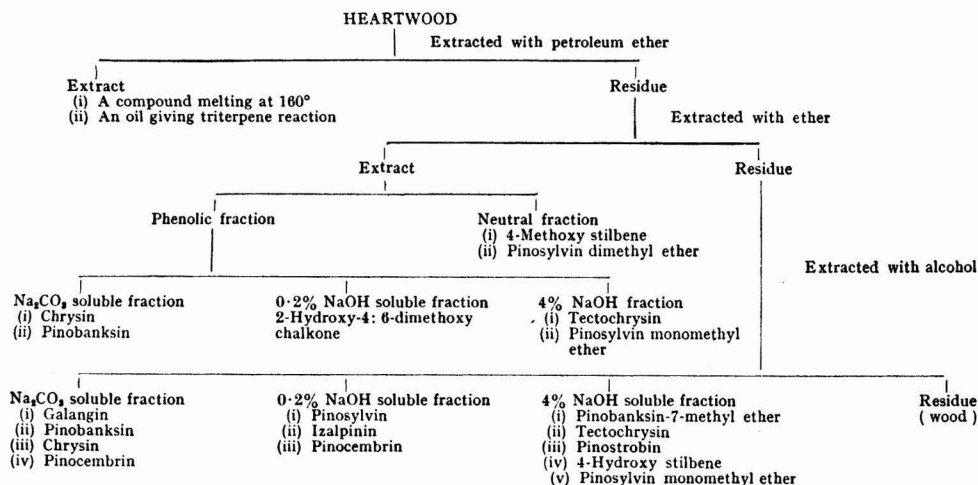 HEARTWOOD
Extracted with petroleum ether
Extract
(i) A compound melting at 160°
(ii) An oil giving triterpene reaction
Residue
Extracted with ether
Extract
Residue
Phenolic fraction
Neutral fraction
(i) 4-Methoxy stilbene
(ii) Pinosylvin dimethyl ether
Extracted with alcohol
Na₂CO₃ soluble fraction
(i) Chrysin
(ii) Pinobanksin
0·2% NaOH soluble fraction
2-Hydroxy-4: 6-dimethoxy
chalkone
4% NaOH fraction
(i) Tectochrysin
(ii) Pinosylvin monomethyl
ether
Na₂CO₃ soluble fraction
(i) Galangin
(ii) Pinobanksin
(iii) Chrysin
(iv) Pinocembrin
0·2% NaOH soluble fraction
(i) Pinosylvin
(ii) Izalpinin
(iii) Pinocembrin
4% NaOH soluble fraction
(i) Pinobanksin-7-methyl ether
(ii) Tectochrysin
(iii) Pinostrobin
(iv) 4-Hydroxy stilbene
(v) Pinosylvin monomethyl ether
Residue
(wood)